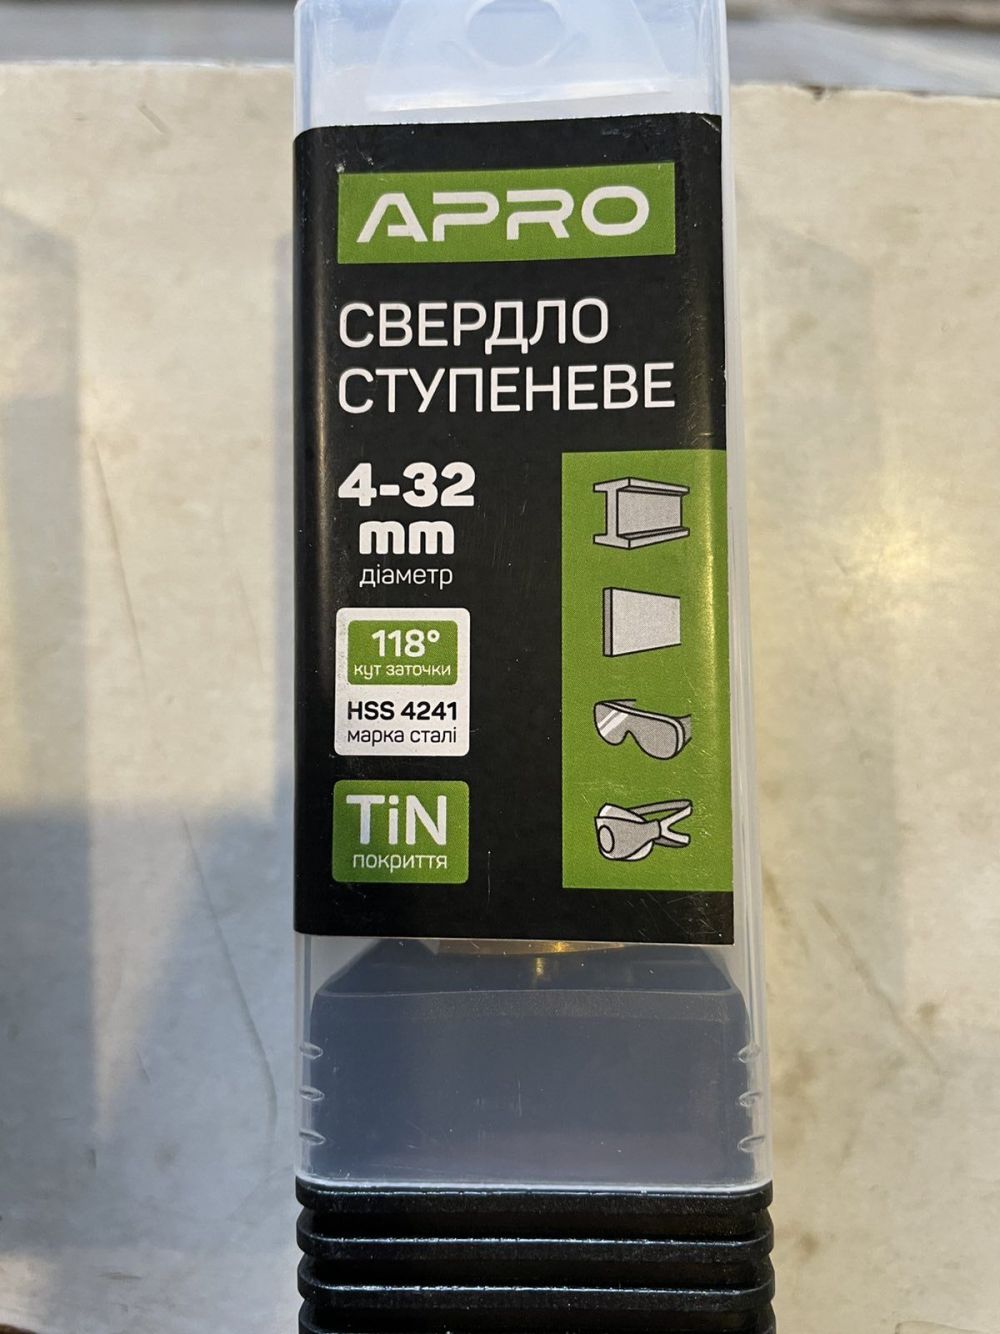 APRO
СВЕРДЛО
СТУПЕНЕВЕ
4-32
mm
діаметр
118°
кут заточки
HSS 4241
марка сталі
TiN
покриття